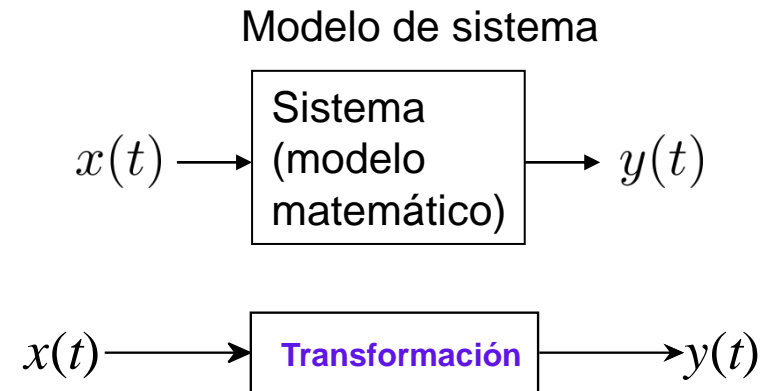 Modelo de sistema
Sistema
x(t) (modelo y(t)
matemático)
x(t) Transformación y(t)